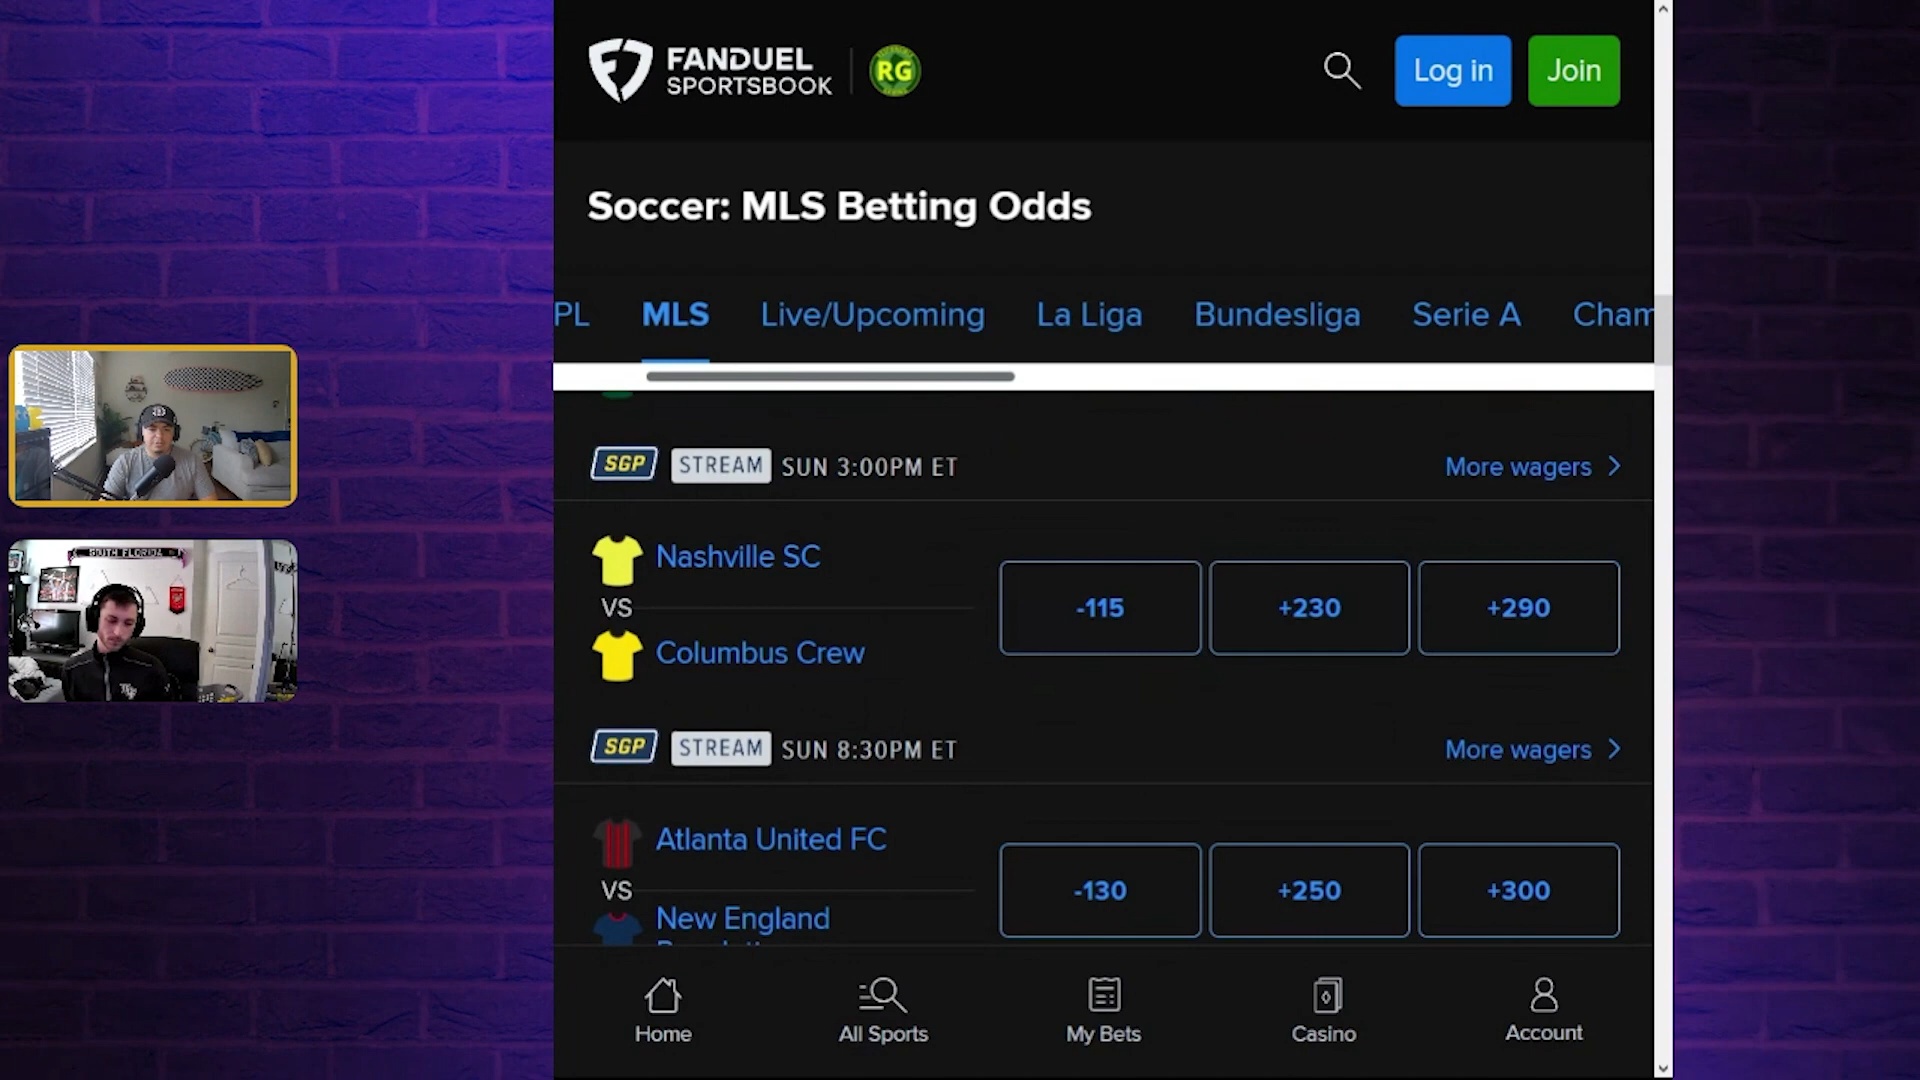 FANDUEL
SPORTSBOOK
RG
Log in
Join
Soccer: MLS Betting Odds
PL MLS Live/Upcoming La Liga Bundesliga Serie A Cham
SGP STREAM SUN 3:00PM ET More wagers
Nashville SC
VS
Columbus Crew
-115 +230 +290
SGP STREAM SUN 8:30PM ET More wagers
Atlanta United FC
VS
New England
-130 +250 +300
Home All Sports My Bets Casino Account
SOUTH FLORIDA